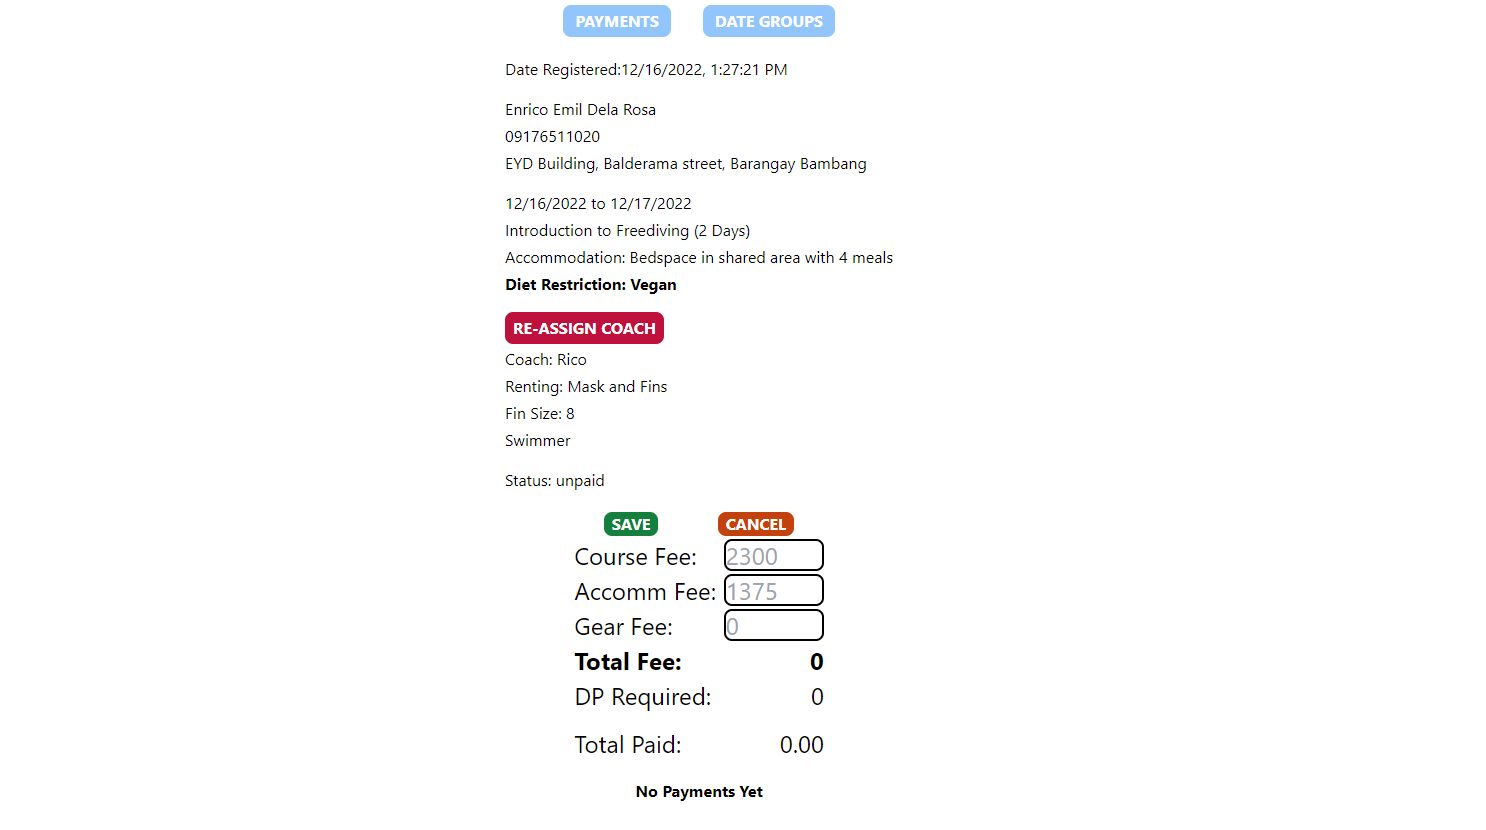 PAYMENTS DATE GROUPS
Date Registered:12/16/2022, 1:27:21 PM
Enrico Emil Dela Rosa
09176511020
EYD Building, Balderama street, Barangay Bambang
12/16/2022 to 12/17/2022
Introduction to Freediving (2 Days)
Accommodation: Bedspace in shared area with 4 meals
Diet Restriction: Vegan
RE-ASSIGN COACH
Coach: Rico
Renting: Mask and Fins
Fin Size: 8
Swimmer
Status: unpaid
SAVE CANCEL
Course Fee: 2300
Accomm Fee: 1375
Gear Fee: 0
Total Fee: 0
DP Required: 0
Total Paid: 0.00
No Payments Yet